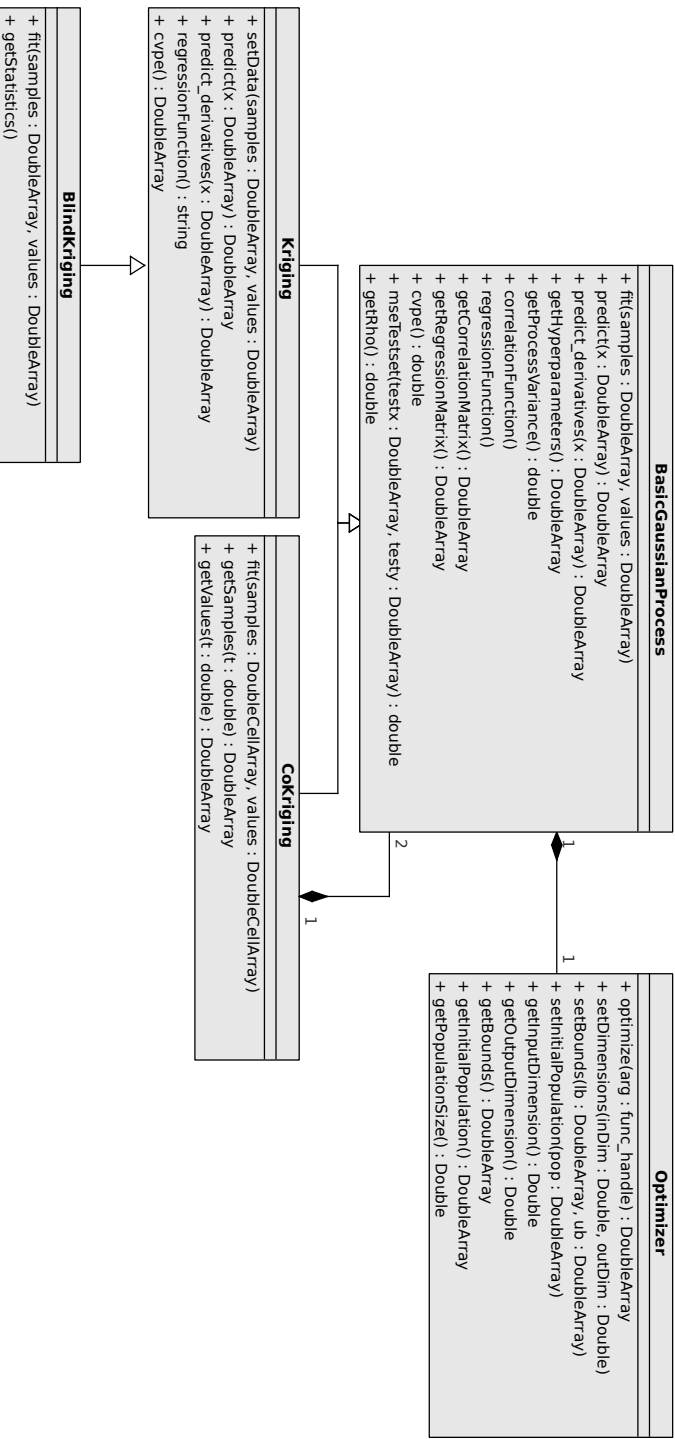 BasicGaussianProcess
+ fit(samples : DoubleArray, values : DoubleArray)
+ predict(x : DoubleArray) : DoubleArray
+ predict_derivatives(x : DoubleArray) : DoubleArray
+ getHyperparameters() : DoubleArray
+ getProcessVariance() : double
+ correlationFunction()
+ regressionFunction()
+ getCorrelationMatrix() : DoubleArray
+ getRegressionMatrix() : DoubleArray
+ cvpe() : double
+ mseTestset(testx : DoubleArray, testy : DoubleArray) : double
+ getRho() : double
1
1
2
1
Optimizer
+ optimize(arg : func_handle) : DoubleArray
+ setDimensions(inDim : Double, outDim : Double)
+ setBounds(lb : DoubleArray, ub : DoubleArray)
+ setInitialPopulation(pop : DoubleArray)
+ getInputDimension() : Double
+ getOutputDimension() : Double
+ getBounds() : DoubleArray
+ getInitialPopulation() : DoubleArray
+ getPopulationSize() : Double
Kriging
+ setData(samples : DoubleArray, values : DoubleArray)
+ predict(x : DoubleArray) : DoubleArray
+ predict_derivatives(x : DoubleArray) : DoubleArray
+ regressionFunction() : string
+ cvpe() : DoubleArray
CoKriging
+ fit(samples : DoubleCellArray, values : DoubleCellArray)
+ getSamples(t : double) : DoubleArray
+ getValues(t : double) : DoubleArray
BlindKriging
+ fit(samples : DoubleArray, values : DoubleArray)
+ getStatistics()